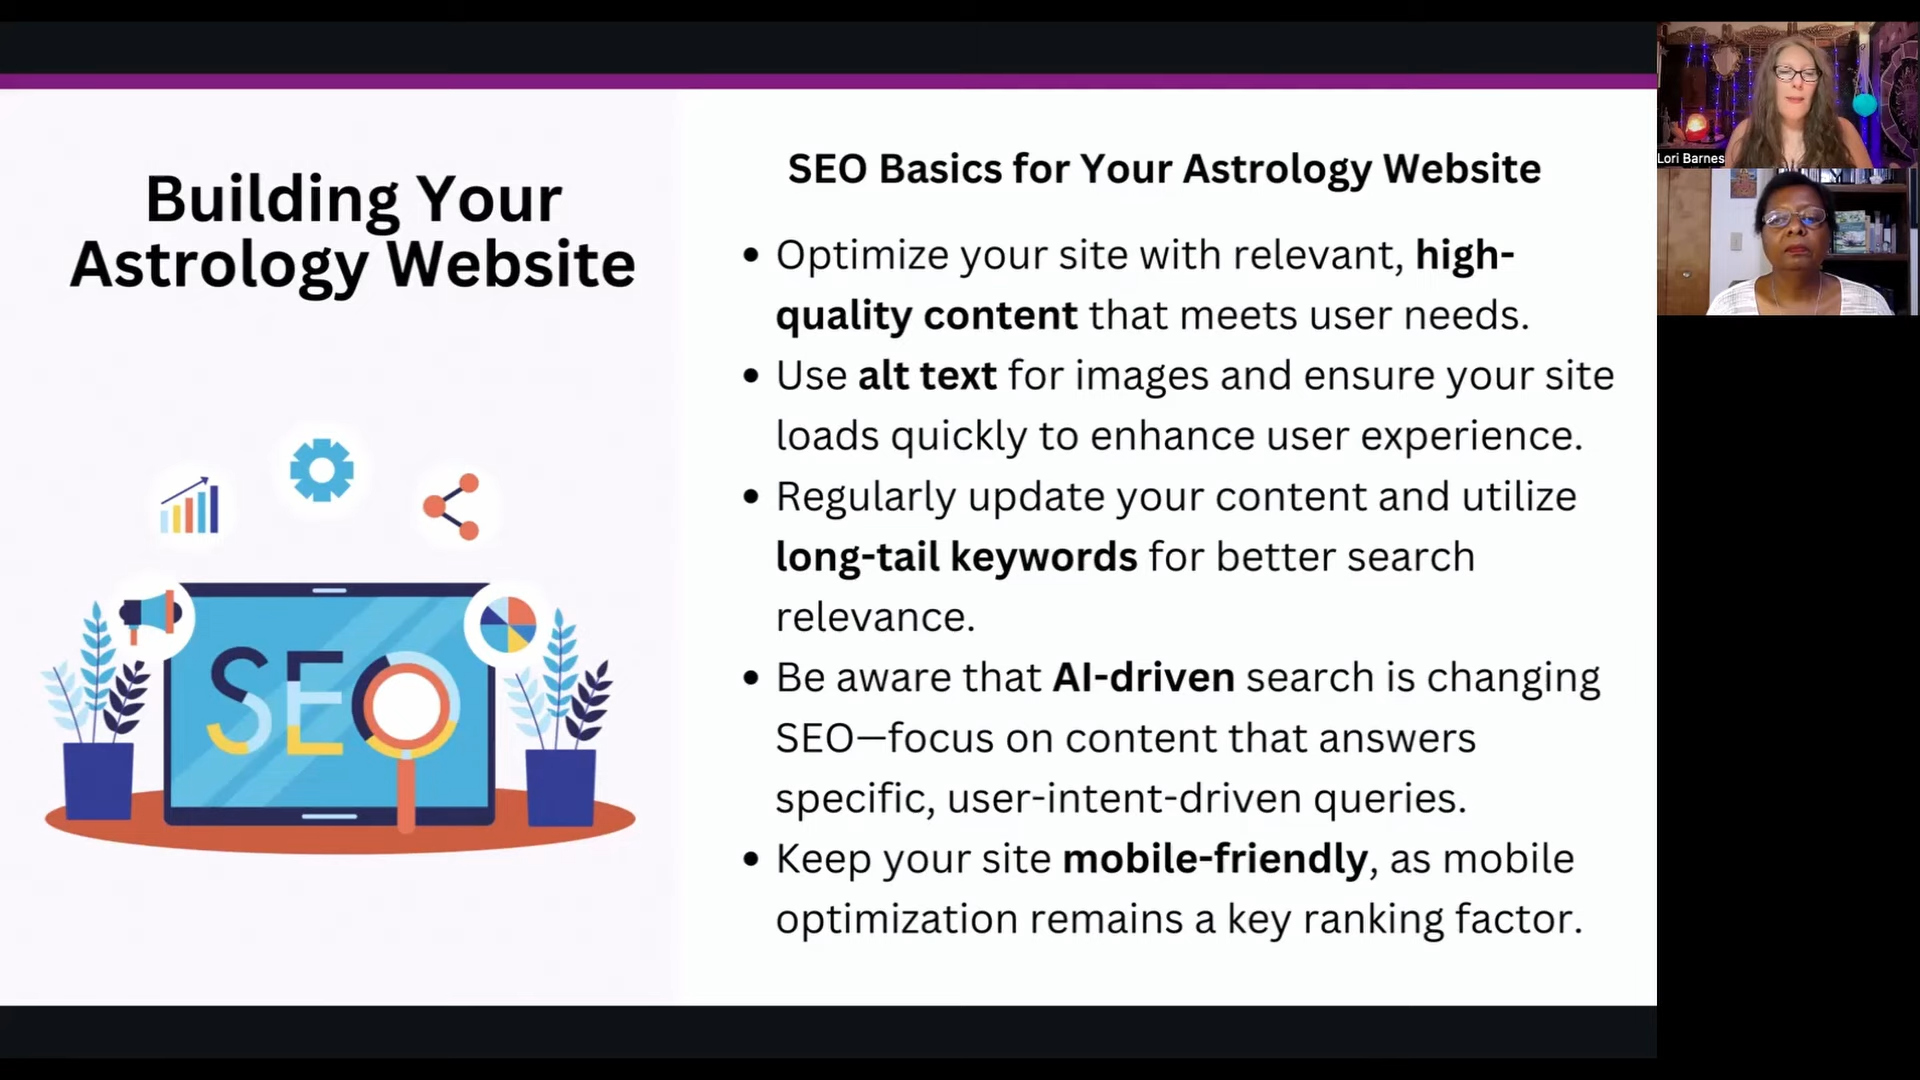 Building Your
Astrology Website
SEO
SEO Basics for Your Astrology Website
• Optimize your site with relevant, high-
quality content that meets user needs.
• Use alt text for images and ensure your site
loads quickly to enhance user experience.
• Regularly update your content and utilize
long-tail keywords for better search
relevance.
• Be aware that AI-driven search is changing
SEO—focus on content that answers
specific, user-intent-driven queries.
• Keep your site mobile-friendly, as mobile
optimization remains a key ranking factor.
Lori Barnes